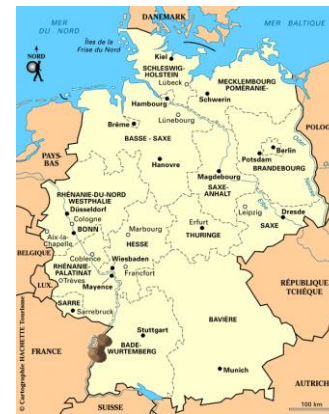 DANEMARK
MER
DU NORD
MER BALTIQUE
Îles de la
Frise du Nord
NORD
Kiel
SCHLESWIG-
HOLSTEIN
Lübeck
MECKLEMBOURG
POMÉRANIE-
Hambourg
Schwerin
Brême
Lünebourg
BASSE - SAXE
POLO
PAYS-
BAS
Hanovre
Berlin
Potsdam
BRANDEBOURG
Magdebourg
SAXE-
ANHALT
RHÉNANIE-DU-NORD
WESTPHALIE
Düsseldorf
Cologne
BONN
Aix-la-
Chapelle
Marbourg
HESSE
Erfurt
THURINGE
Leipzig
Dresde
SAXE
BELGIQUE
Coblence
Wiesbaden
Francfort
RHÉNANIE-
PALATINAT
Mayence
Trèves
LUX.
SARRE
Sarrebruck
RÉPUBLIQUE
TCHÈQUE
BAVIÈRE
Stuttgart
BADE-
WURTEMBERG
FRANCE
Munich
AUTRICH
SUISSE
100 km
© Cartographie HACHETTE Tourisme